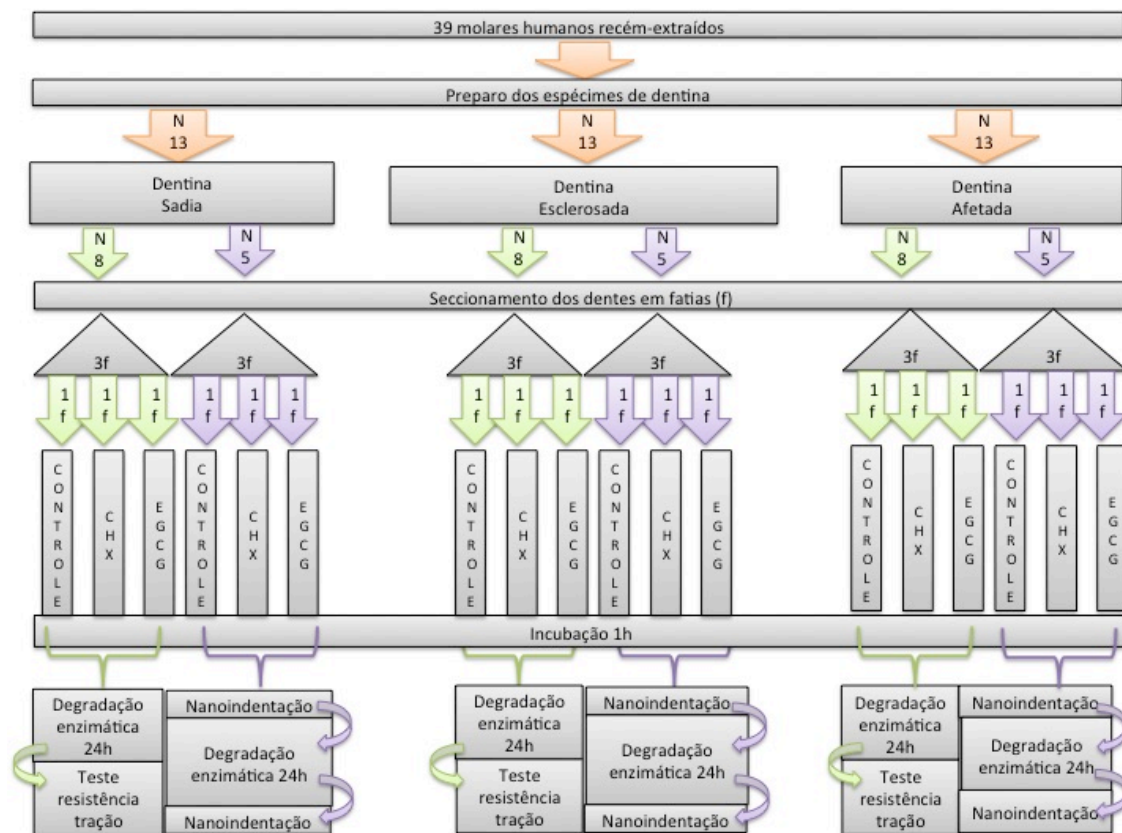 39 molares humanos recém-extraídos
Preparo dos espécimes de dentina
N
13
N
13
N
13
Dentina
Sadia
Dentina
Esclerosada
Dentina
Afetada
N
8
N
5
N
8
N
5
N
8
N
5
Seccionamento dos dentes em fatias (f)
3f
3f
3f
3f
3f
3f
1
f
1
f
1
f
1
f
1
f
1
f
1
f
1
f
1
f
1
f
1
f
1
f
1
f
1
f
1
f
1
f
1
f
1
f
CONTROLE
CHX
EGCG
CONTROLE
CHX
EGCG
CONTROLE
CHX
EGCG
CONTROLE
CHX
EGCG
CONTROLE
CHX
EGCG
CONTROLE
CHX
EGCG
Incubação 1h
Degradação
enzimática
24h
Teste
resistência
tração
Nanoindentação
Degradação
enzimática 24h
Nanoindentação
Degradação
enzimática
24h
Teste
resistência
tração
Nanoindentação
Degradação
enzimática 24h
Nanoindentação
Degradação
enzimática
24h
Teste
resistência
tração
Nanoindentação
Degradação
enzimática 24h
Nanoindentação